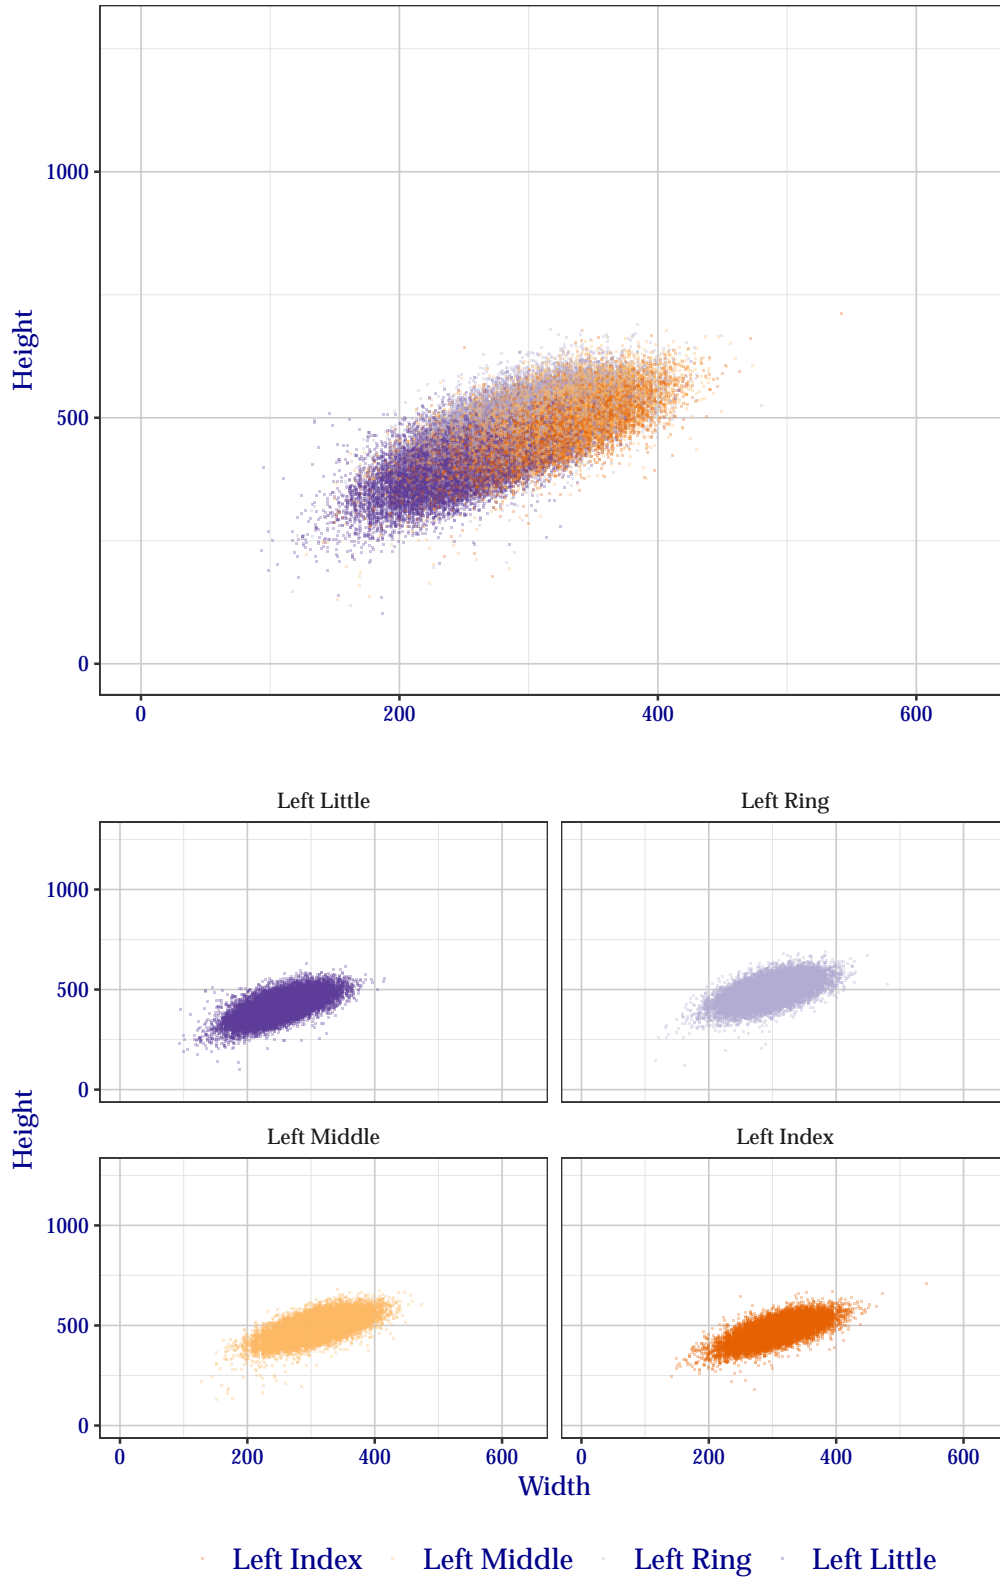 1000
500
0
Height
0 200 400 600
Left Little Left Ring
1000
500
0
Left Middle Left Index
1000
500
0
Height
0 200 400 600 0 200 400 600
Width
Left Index Left Middle Left Ring Left Little